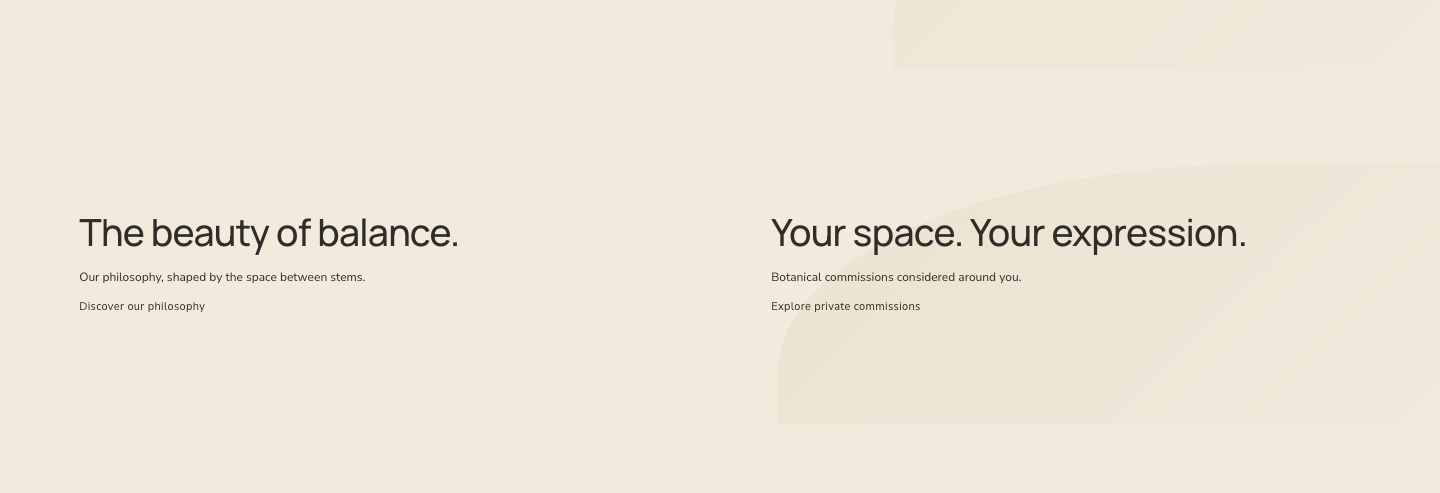 The beauty of balance.
Our philosophy, shaped by the space between stems.
Discover our philosophy
Your space. Your expression.
Botanical commissions considered around you.
Explore private commissions